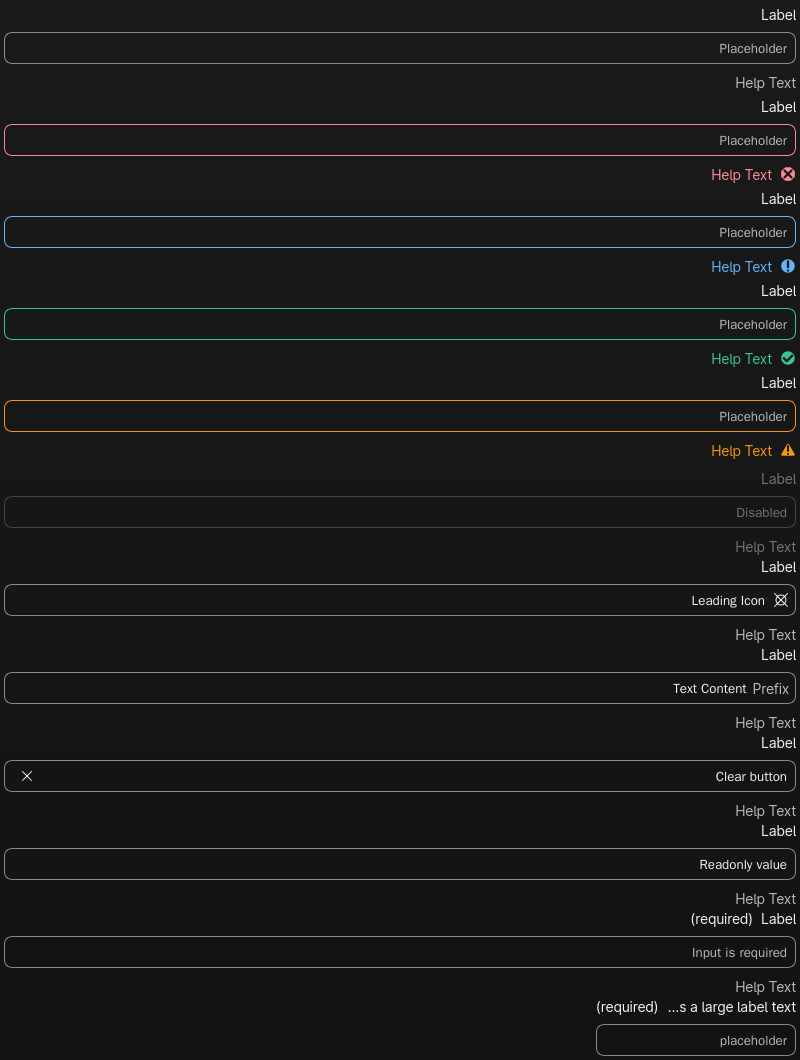 Label
Placeholder
Help Text
Label
Placeholder
Help Text
Label
Placeholder
Help Text
Label
Placeholder
Help Text
Label
Placeholder
Help Text
Label
Disabled
Help Text
Label
Leading Icon
Help Text
Label
Text Content Prefix
Help Text
Label
Clear button
Help Text
Label
Readonly value
Help Text
(required) Label
Input is required
Help Text
(required) ...s a large label text
placeholder